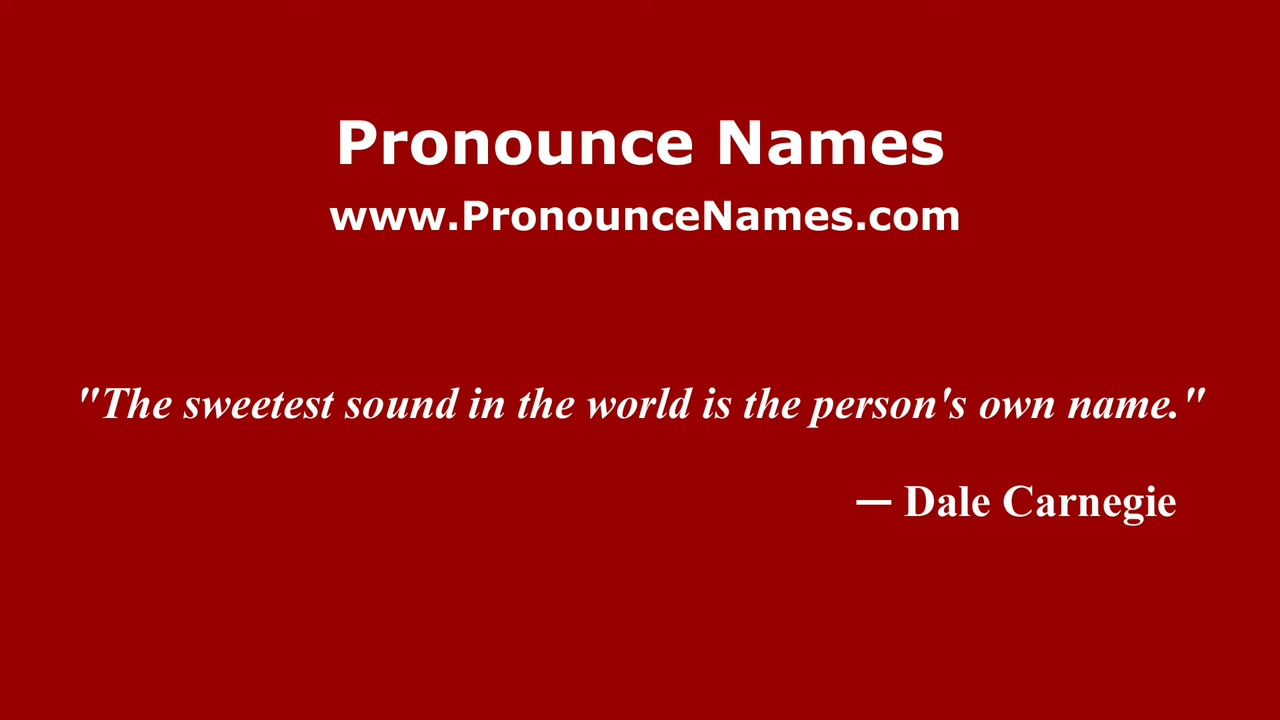 Pronounce Names
www.PronounceNames.com
"The sweetest sound in the world is the person's own name."
— Dale Carnegie